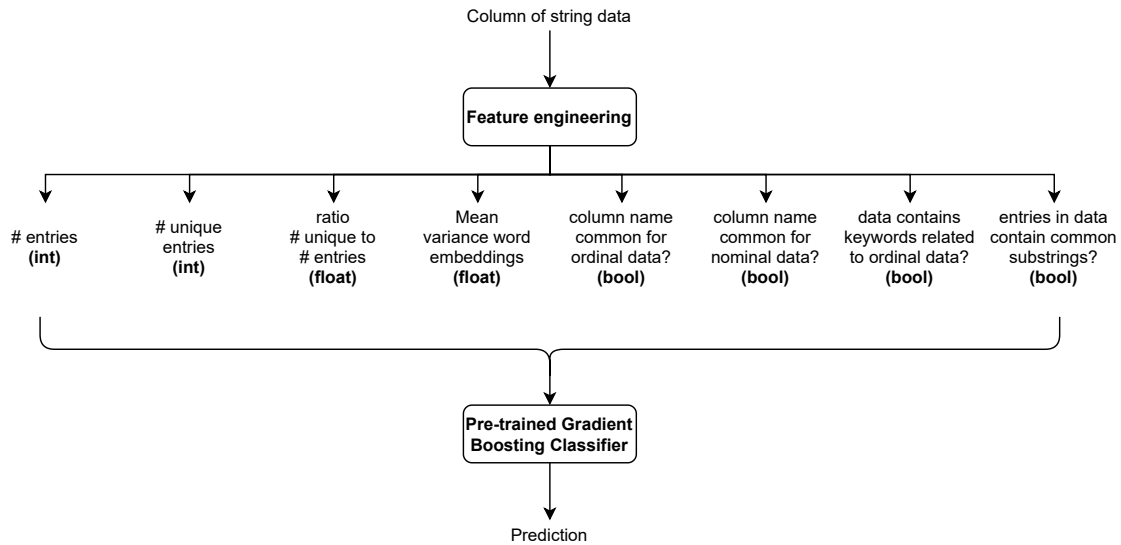 Column of string data
Feature engineering
# entries
(int)
# unique
entries
(int)
ratio
# unique to
# entries
(float)
Mean
variance word
embeddings
(float)
column name
common for
ordinal data?
(bool)
column name
common for
nominal data?
(bool)
data contains
keywords related
to ordinal data?
(bool)
entries in data
contain common
substrings?
(bool)
Pre-trained Gradient
Boosting Classifier
Prediction